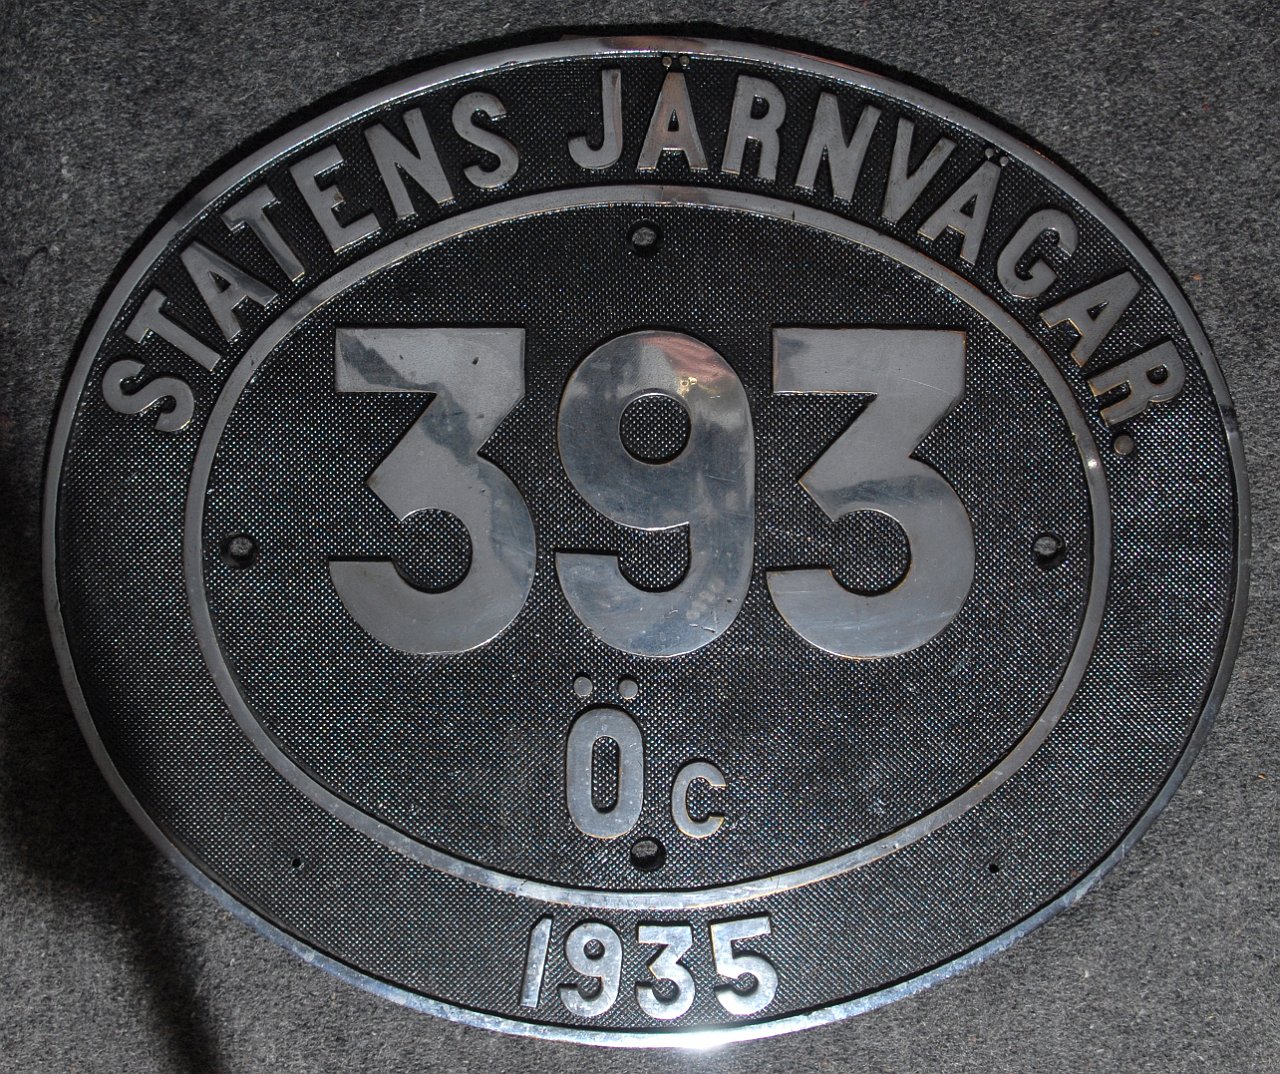 STATENS JÄRNVÄGAR.
393
Öc
1935